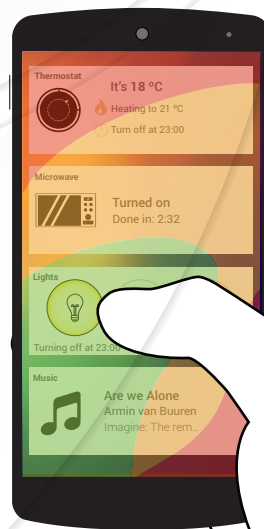 Thermostat
It's 18 ºC
Heating to 21 ºC
Turn off at 23:00
Microwave
Turned on
Done in: 2:32
Lights
Turning off at 23:00
Music
Are we Alone
Armin van Buuren
Imagine: The rem..